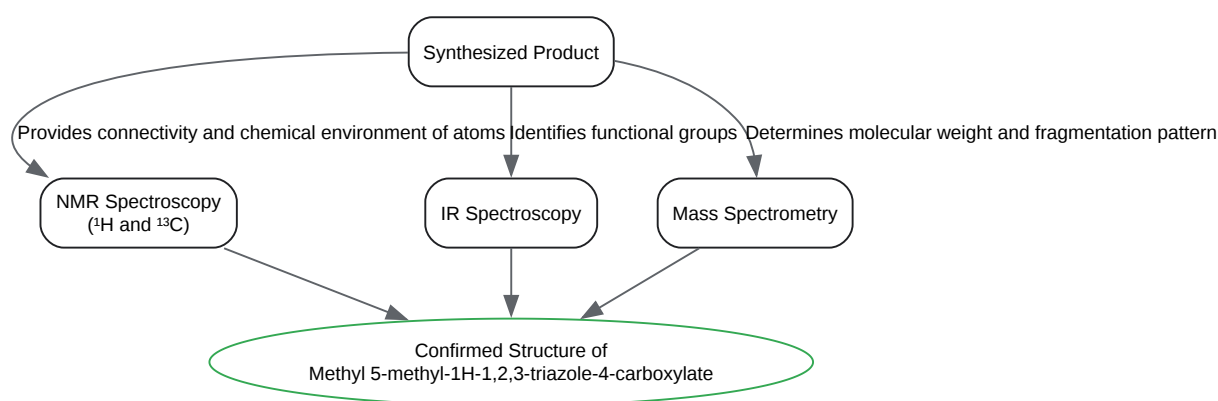 Synthesized Product
Provides connectivity and chemical environment of atoms
Identifies functional groups
Determines molecular weight and fragmentation pattern
NMR Spectroscopy
(¹H and ¹³C)
IR Spectroscopy
Mass Spectrometry
Confirmed Structure of
Methyl 5-methyl-1H-1,2,3-triazole-4-carboxylate